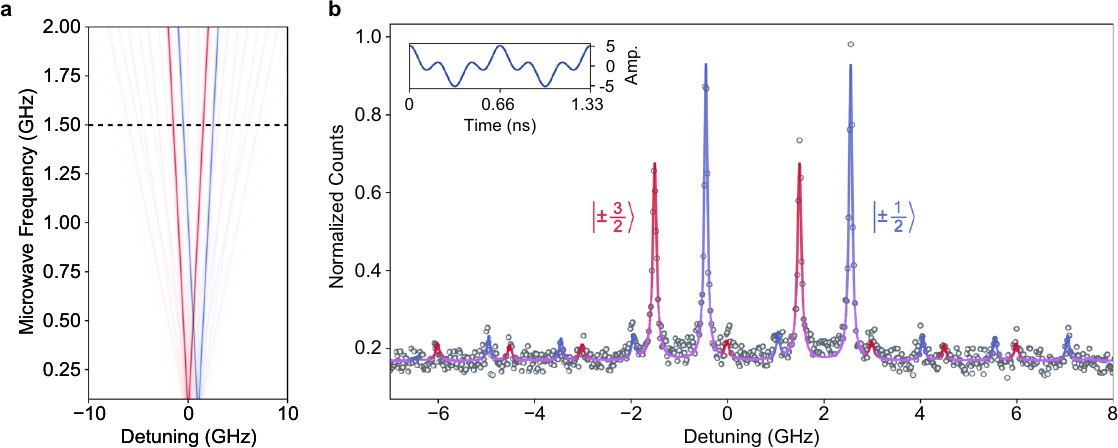 a
2.00
1.75
1.50
1.25
1.00
0.75
0.50
0.25
Microwave Frequency (GHz)
−10 0 10
Detuning (GHz)
b
1.0
0.8
0.6
0.4
0.2
Normalized Counts
5
0
-5
Amp.
0 0.66 1.33
Time (ns)
|± 3/2⟩
|± 1/2⟩
−6 −4 −2 0 2 4 6 8
Detuning (GHz)